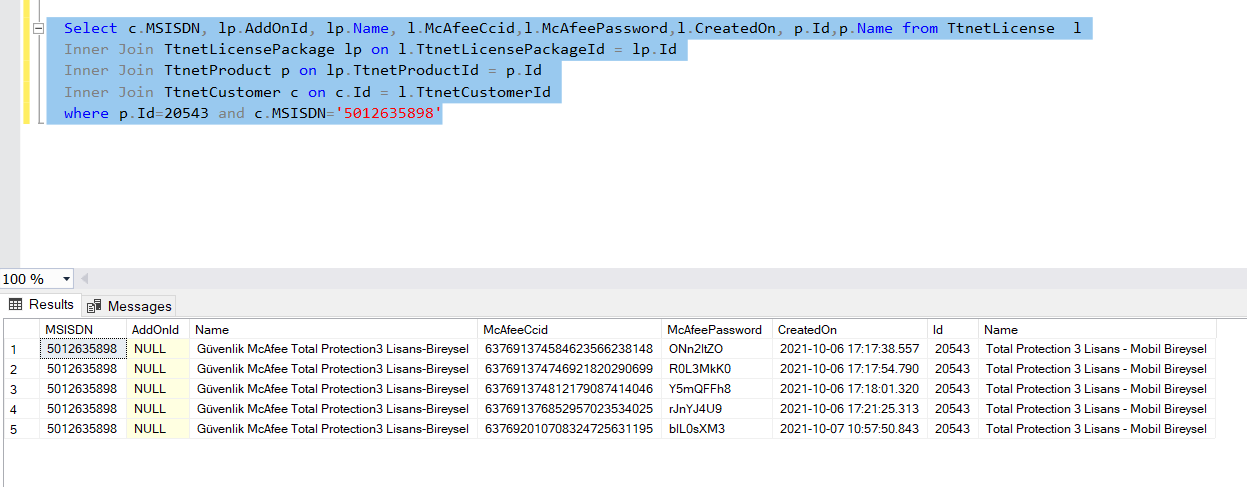 Select c.MSISDN, lp.AddOnId, lp.Name, l.McAfeeCcid,l.McAfeePassword,l.CreatedOn, p.Id,p.Name from TtnetLicense  l
Inner Join TtnetLicensePackage lp on l.TtnetLicensePackageId = lp.Id
Inner Join TtnetProduct p on lp.TtnetProductId = p.Id
Inner Join TtnetCustomer c on c.Id = l.TtnetCustomerId
where p.Id=20543 and c.MSISDN='5012635898'
100 %
Results Messages
MSISDN AddOnId Name McAfeeCcid McAfeePassword CreatedOn Id Name
1 5012635898 NULL Güvenlik McAfee Total Protection3 Lisans-Bireysel 637691374584623566238148 ONn2ltZO 2021-10-06 17:17:38.557 20543 Total Protection 3 Lisans - Mobil Bireysel
2 5012635898 NULL Güvenlik McAfee Total Protection3 Lisans-Bireysel 637691374746921820290699 R0L3MkK0 2021-10-06 17:17:54.790 20543 Total Protection 3 Lisans - Mobil Bireysel
3 5012635898 NULL Güvenlik McAfee Total Protection3 Lisans-Bireysel 637691374812179087414046 Y5mQFFh8 2021-10-06 17:18:01.320 20543 Total Protection 3 Lisans - Mobil Bireysel
4 5012635898 NULL Güvenlik McAfee Total Protection3 Lisans-Bireysel 637691376852957023534025 rJnYJ4U9 2021-10-06 17:21:25.313 20543 Total Protection 3 Lisans - Mobil Bireysel
5 5012635898 NULL Güvenlik McAfee Total Protection3 Lisans-Bireysel 637692010708324725631195 blL0sXM3 2021-10-07 10:57:50.843 20543 Total Protection 3 Lisans - Mobil Bireysel